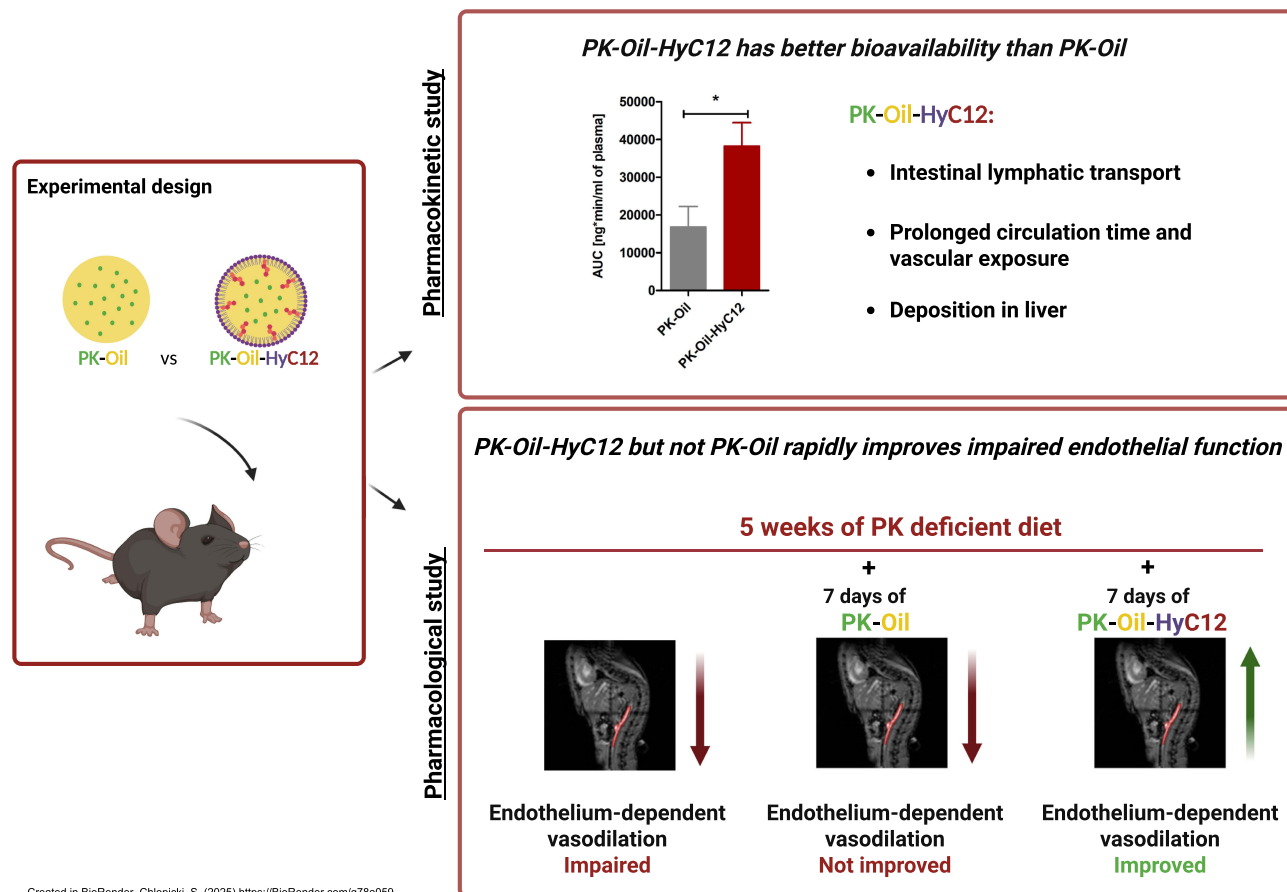 Experimental design
PK-Oil
vs
PK-Oil-HyC12
Pharmacokinetic study
PK-Oil-HyC12 has better bioavailability than PK-Oil
AUC [ng*min/ml of plasma]
50000
40000
30000
20000
10000
0
*
PK-Oil
PK-Oil-HyC12
PK-Oil-HyC12:
• Intestinal lymphatic transport
• Prolonged circulation time and
vascular exposure
• Deposition in liver
Pharmacological study
PK-Oil-HyC12 but not PK-Oil rapidly improves impaired endothelial function
5 weeks of PK deficient diet
+
7 days of
PK-Oil
+
7 days of
PK-Oil-HyC12
Endothelium-dependent
vasodilation
Impaired
Endothelium-dependent
vasodilation
Not improved
Endothelium-dependent
vasodilation
Improved
Created in BioRender. Chlopicki, S. (2025)